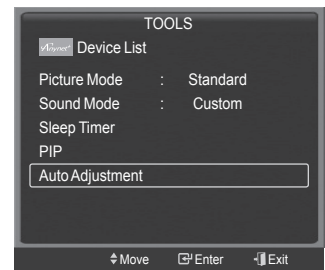 TOOLS
Anynet+ Device List
Picture Mode : Standard
Sound Mode : Custom
Sleep Timer
PIP
Auto Adjustment
Move Enter Exit